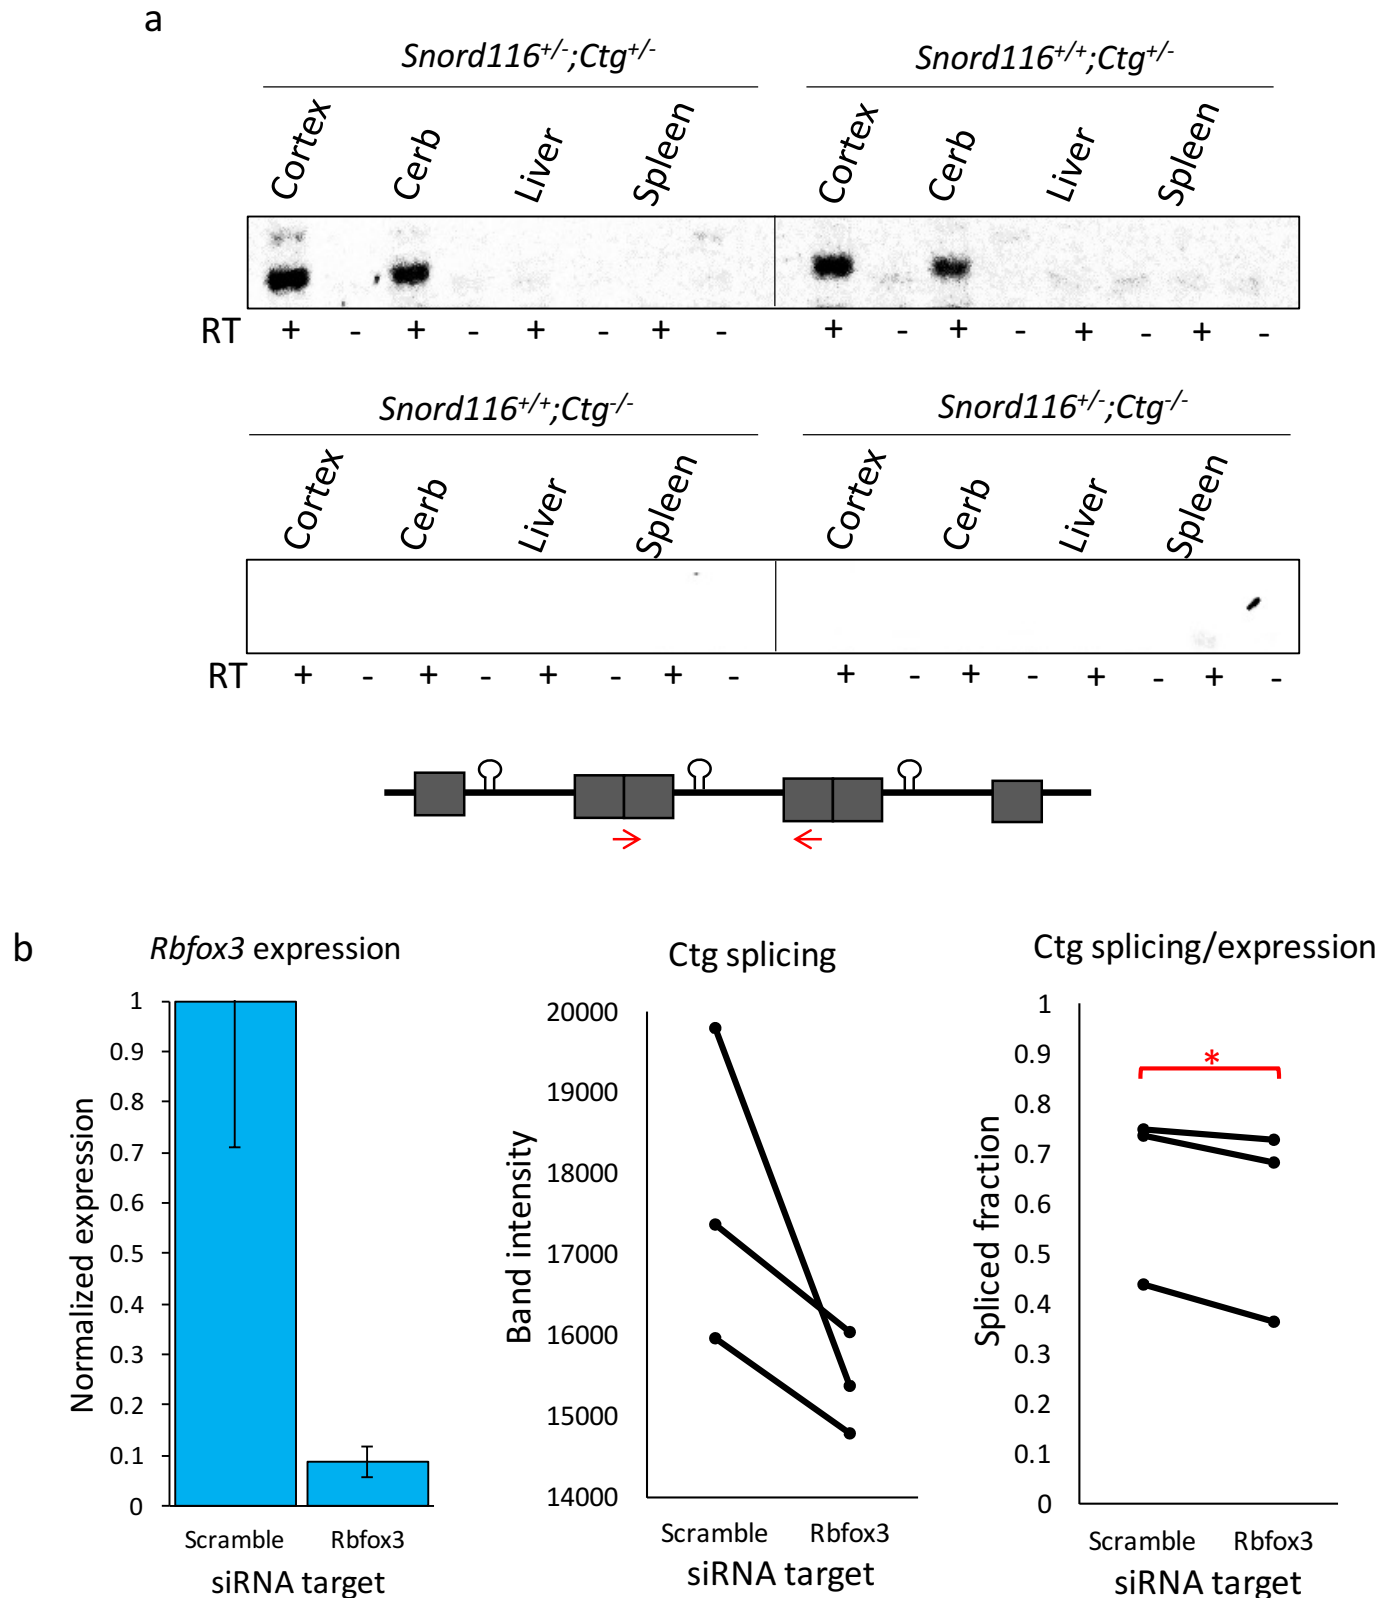 a
Snord116+/-;Ctg+/- Snord116+/+;Ctg+/-
Cortex Cerb Liver Spleen Cortex Cerb Liver Spleen
RT + - + - + - + - + - + - + - + -
Snord116+/+;Ctg-/- Snord116+/-;Ctg-/-
Cortex Cerb Liver Spleen Cortex Cerb Liver Spleen
RT + - + - + - + - + - + - + - + -
b
Rbfox3 expression
Normalized expression
1
0.9
0.8
0.7
0.6
0.5
0.4
0.3
0.2
0.1
0
Scramble Rbfox3
siRNA target
Ctg splicing
Band intensity
20000
19000
18000
17000
16000
15000
14000
Scramble Rbfox3
siRNA target
Ctg splicing/expression
Spliced fraction
1
0.9
0.8
0.7
0.6
0.5
0.4
0.3
0.2
0.1
0
*
Scramble Rbfox3
siRNA target